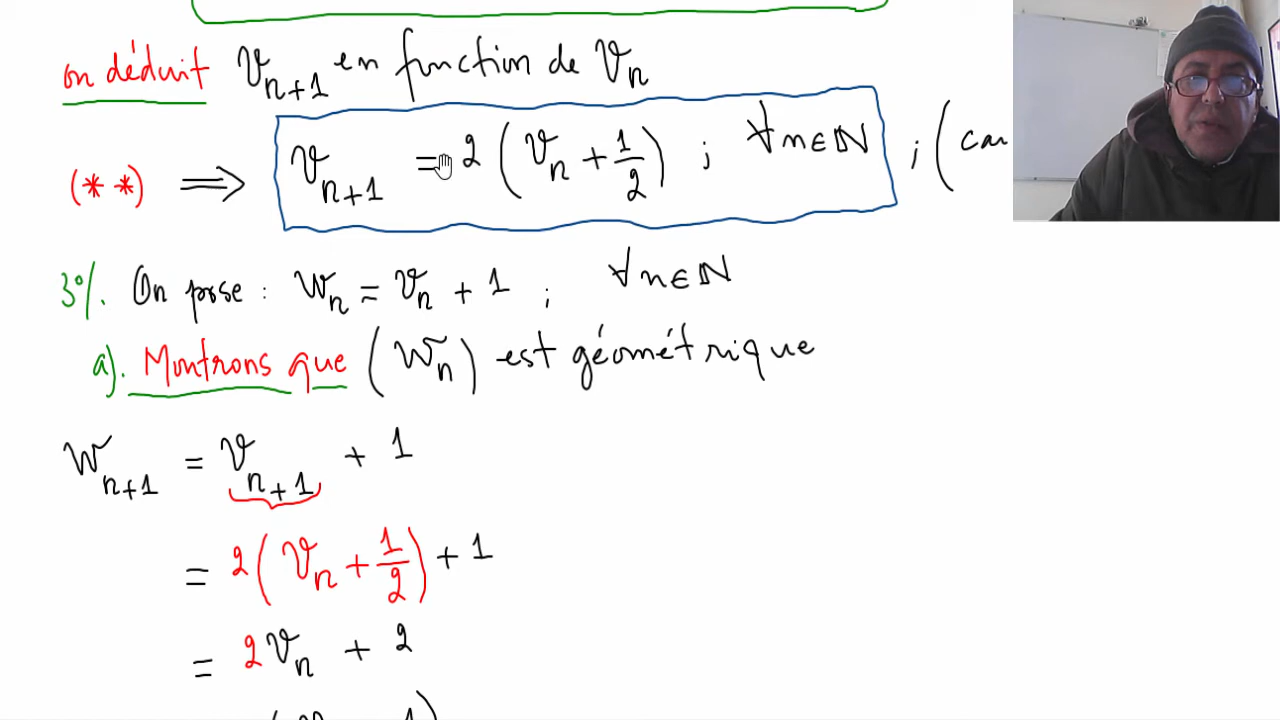 on déduit V_{n+1} en fonction de V_n
(**) ⟹ V_{n+1} = 2 (V_n + 1/2) ; ∀n∈ℕ ; (car
3°/. On pose : W_n = V_n + 1 ; ∀n∈ℕ
a). Montrons que (W_n) est géométrique
W_{n+1} = V_{n+1} + 1
= 2 (V_n + 1/2) + 1
= 2V_n + 2